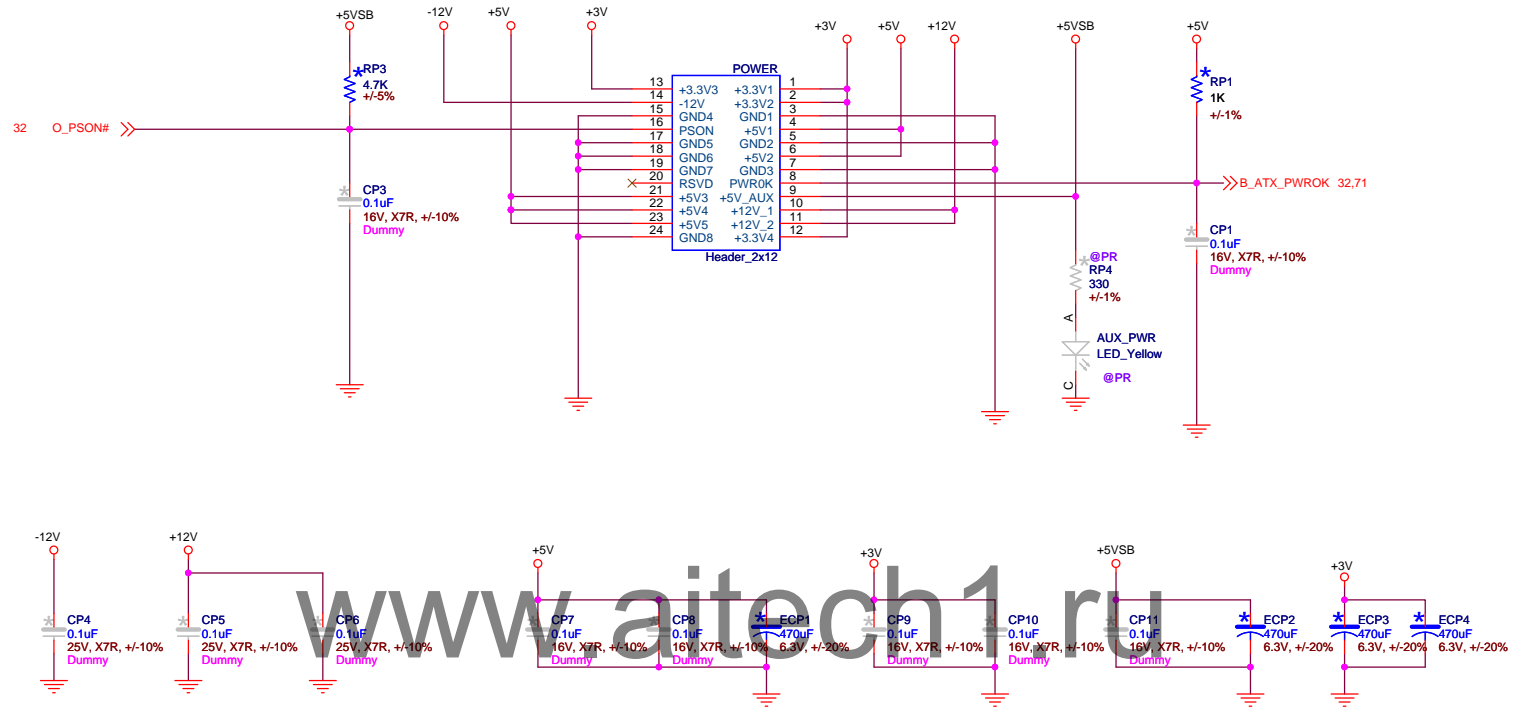 +5VSB
-12V
+5V
+3V
+3V
+5V
+12V
+5VSB
+5V
*
RP3
4.7K
+/-5%
32 O_PSON#
*
CP3
0.1uF
16V, X7R, +/-10%
Dummy
POWER
13 +3.3V3 +3.3V1 1
14 -12V +3.3V2 2
15 GND4 GND1 3
16 PSON +5V1 4
17 GND5 GND2 5
18 GND6 +5V2 6
19 GND7 GND3 7
20 RSVD PWR0K 8
21 +5V3 +5V_AUX 9
22 +5V4 +12V_1 10
23 +5V5 +12V_2 11
24 GND8 +3.3V4 12
Header_2x12
*
RP1
1K
+/-1%
B_ATX_PWROK 32,71
*
CP1
0.1uF
16V, X7R, +/-10%
Dummy
*
@PR
RP4
330
+/-1%
A
AUX_PWR
LED_Yellow
@PR
C
-12V
*
CP4
0.1uF
25V, X7R, +/-10%
Dummy
+12V
*
CP5
0.1uF
25V, X7R, +/-10%
Dummy
*
CP6
0.1uF
25V, X7R, +/-10%
Dummy
+5V
*
CP7
0.1uF
16V, X7R, +/-10%
Dummy
*
CP8
0.1uF
16V, X7R, +/-10%
Dummy
*
ECP1
470uF
6.3V, +/-20%
+3V
*
CP9
0.1uF
16V, X7R, +/-10%
Dummy
*
CP10
0.1uF
16V, X7R, +/-10%
Dummy
+5VSB
*
CP11
0.1uF
16V, X7R, +/-10%
Dummy
*
ECP2
470uF
6.3V, +/-20%
+3V
*
ECP3
470uF
6.3V, +/-20%
*
ECP4
470uF
6.3V, +/-20%
www.aitech1.ru